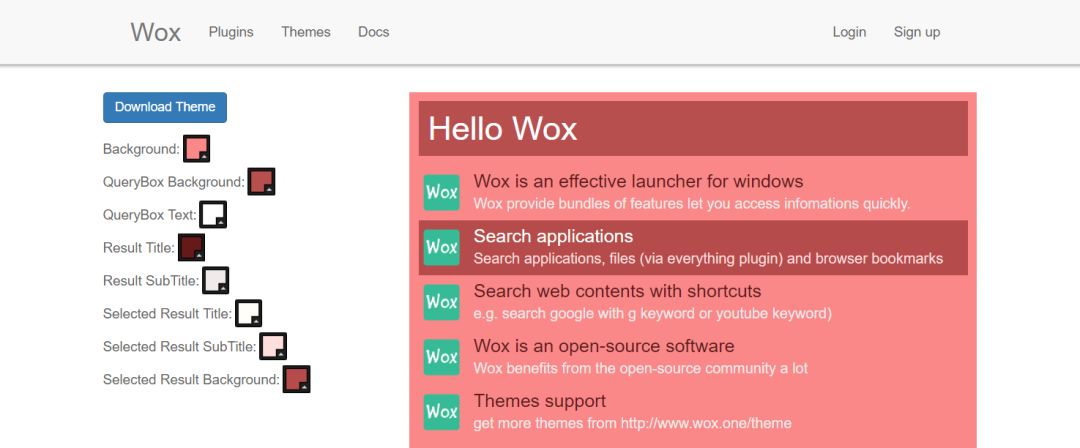 Wox Plugins Themes Docs Login Sign up
Download Theme
Background:
QueryBox Background:
QueryBox Text:
Result Title:
Result SubTitle:
Selected Result Title:
Selected Result SubTitle:
Selected Result Background:
Hello Wox
Wox
Wox is an effective launcher for windows
Wox provide bundles of features let you access infomations quickly.
Wox
Search applications
Search applications, files (via everything plugin) and browser bookmarks
Wox
Search web contents with shortcuts
e.g. search google with g keyword or youtube keyword)
Wox
Wox is an open-source software
Wox benefits from the open-source community a lot
Wox
Themes support
get more themes from http://www.wox.one/theme